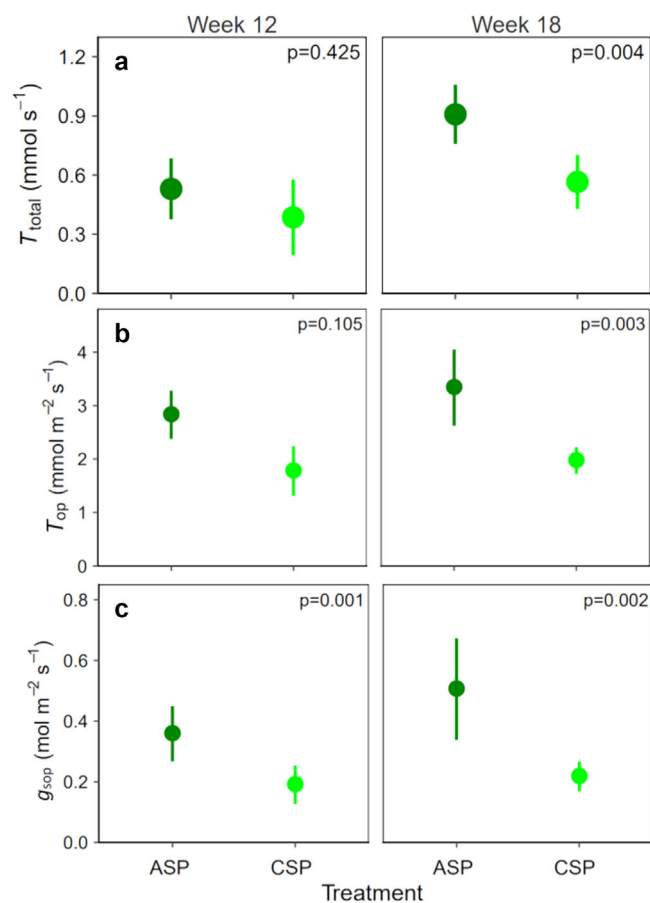 Week 12 Week 18
a p=0.425 p=0.004
T_total (mmol s⁻¹)
1.2
0.9
0.6
0.3
0.0
b p=0.105 p=0.003
T_op (mmol m⁻² s⁻¹)
4
3
2
1
0
c p=0.001 p=0.002
g_sop (mol m⁻² s⁻¹)
0.8
0.6
0.4
0.2
0.0
ASP CSP ASP CSP
Treatment